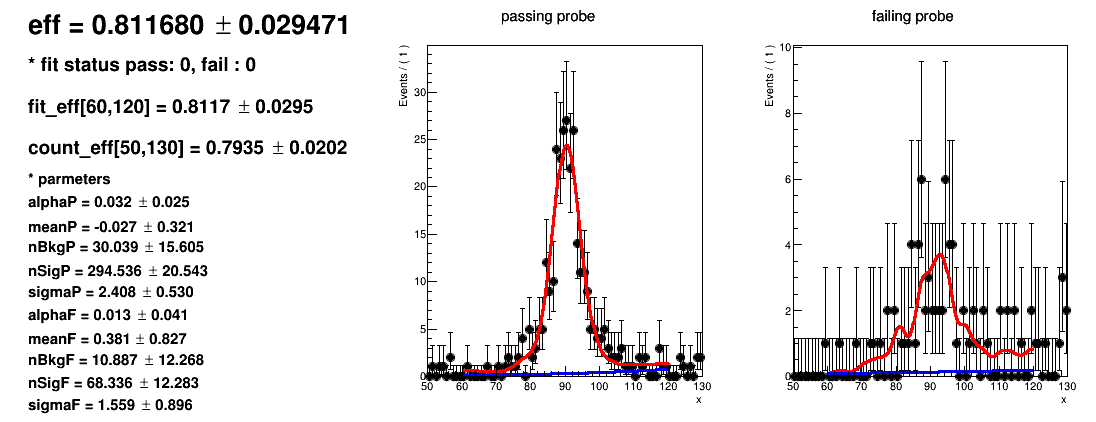 eff = 0.811680 ± 0.029471
* fit status pass: 0, fail : 0
fit_eff[60,120] = 0.8117 ± 0.0295
count_eff[50,130] = 0.7935 ± 0.0202
* parmeters
alphaP = 0.032 ± 0.025
meanP = -0.027 ± 0.321
nBkgP = 30.039 ± 15.605
nSigP = 294.536 ± 20.543
sigmaP = 2.408 ± 0.530
alphaF = 0.013 ± 0.041
meanF = 0.381 ± 0.827
nBkgF = 10.887 ± 12.268
nSigF = 68.336 ± 12.283
sigmaF = 1.559 ± 0.896
passing probe
Events / ( 1 )
30
25
20
15
10
5
0
50 60 70 80 90 100 110 120 130
x
failing probe
Events / ( 1 )
10
8
6
4
2
0
50 60 70 80 90 100 110 120 130
x